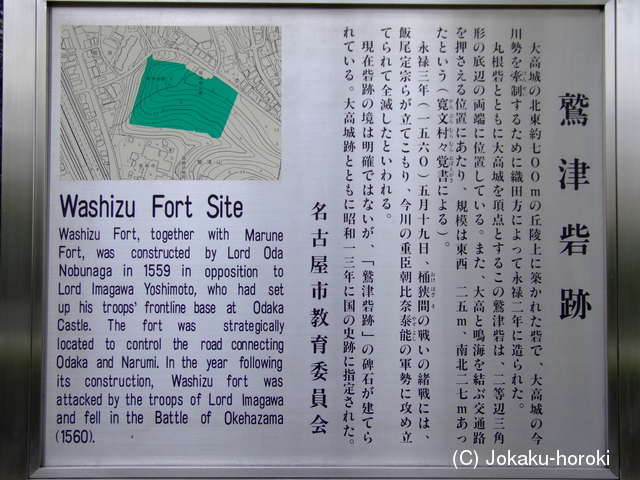 鷲津砦跡
大高城の北東約七〇〇mの丘陵上に築かれた砦で、大高城の今
川勢を牽制するために織田方によって永禄二年に造られた。
丸根砦とともに大高城を頂点とするこの鷲津砦は、二等辺三角
形の底辺の両端に位置している。また、大高と鳴海を結ぶ交通路
を押さえる位置にあたり、規模は東西 二五m、南北二七mあっ
たという(寛文村々覚書による)。
永禄三年(一五六〇)五月十九日、桶狭間の戦いの緒戦には、
飯尾定宗らが立てこもり、今川の重臣朝比奈泰能の軍勢に攻め立
てられて全滅したといわれる。
現在砦跡の境は明確ではないが、「鷲津砦跡」の碑石が建てら
れている。大高城跡とともに昭和一三年に国の史跡に指定された。
名古屋市教育委員会
Washizu Fort Site
Washizu Fort, together with Marune
Fort, was constructed by Lord Oda
Nobunaga in 1559 in opposition to
Lord Imagawa Yoshimoto, who had set
up his troops' frontline base at Odaka
Castle. The fort was strategically
located to control the road connecting
Odaka and Narumi. In the year following
its construction, Washizu fort was
attacked by the troops of Lord Imagawa
and fell in the Battle of Okehazama
(1560).
(C) Jokaku-horoki